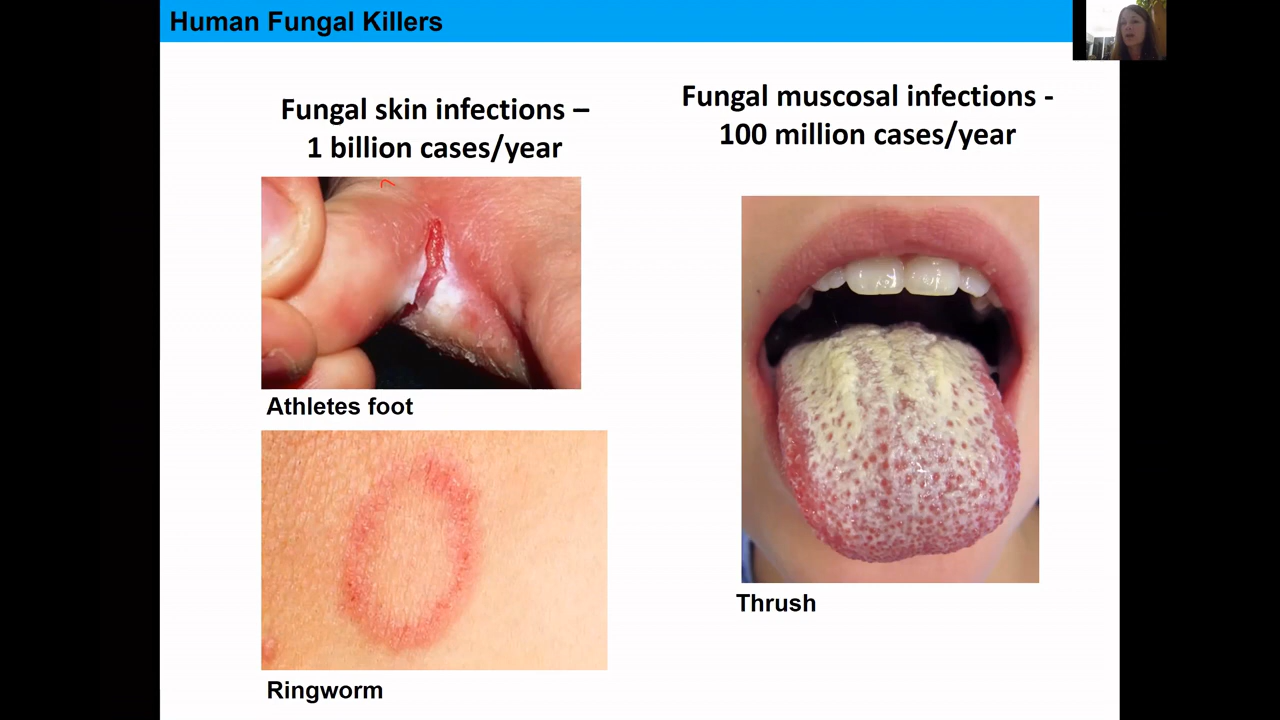 Human Fungal Killers
Fungal skin infections –
1 billion cases/year
Athletes foot
Ringworm
Fungal muscosal infections -
100 million cases/year
Thrush